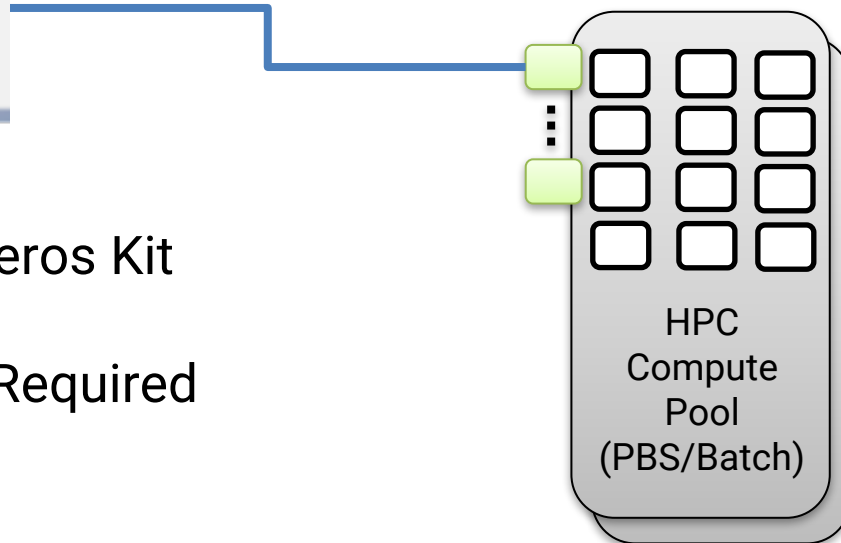 eros Kit
Required
HPC
Compute
Pool
(PBS/Batch)